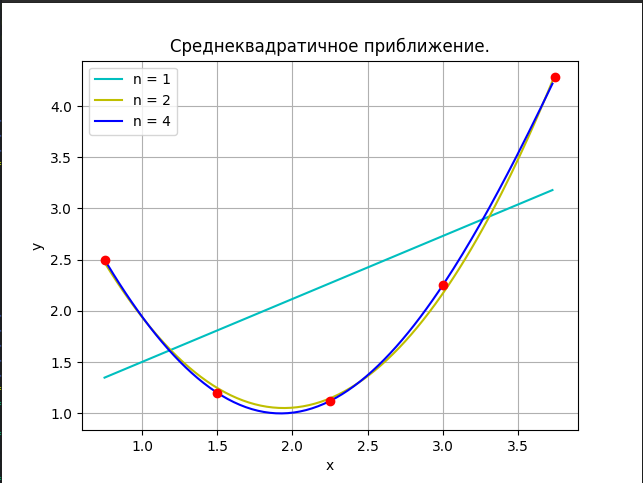 Среднеквадратичное приближение.
n = 1
n = 2
n = 4
4.0
3.5
3.0
2.5
2.0
1.5
1.0
y
1.0 1.5 2.0 2.5 3.0 3.5
x